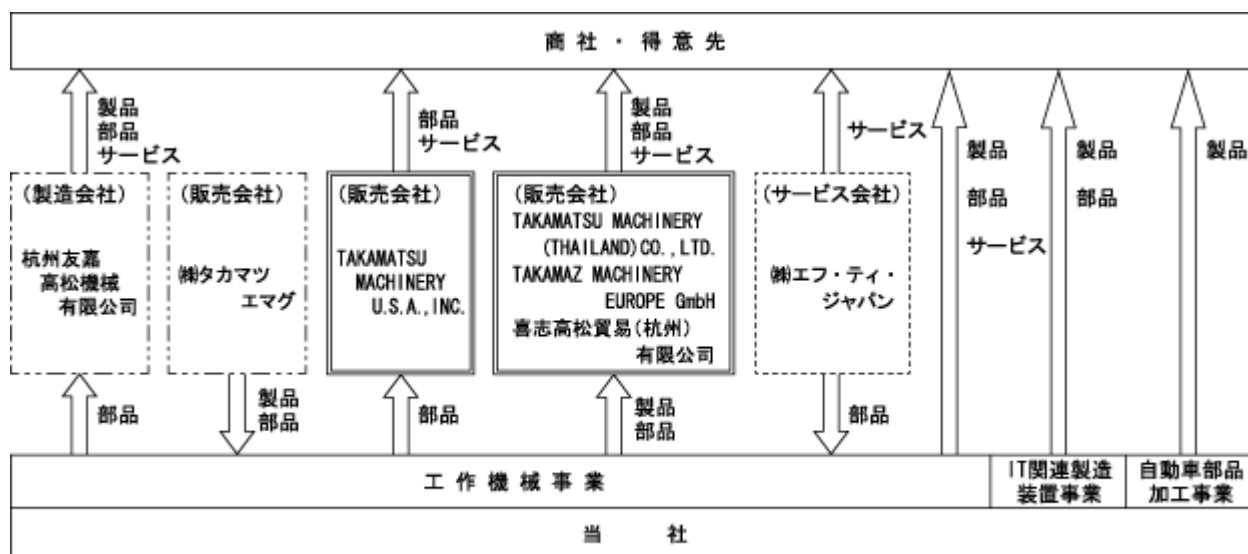 商社・得意先
製品
部品
サービス
部品
サービス
製品
部品
サービス
サービス
製品
部品
サービス
製品
部品
製品
(製造会社)
杭州友嘉
高松機械
有限公司
(販売会社)
㈱タカマツ
エマグ
(販売会社)
TAKAMATSU
MACHINERY
U.S.A.,INC.
(販売会社)
TAKAMATSU MACHINERY
(THAILAND)CO.,LTD.
TAKAMAZ MACHINERY
EUROPE GmbH
喜志高松貿易(杭州)
有限公司
(サービス会社)
㈱エフ・ティ・
ジャパン
部品
製品
部品
部品
製品
部品
部品
工作機械事業
IT関連製造
装置事業
自動車部品
加工事業
当社